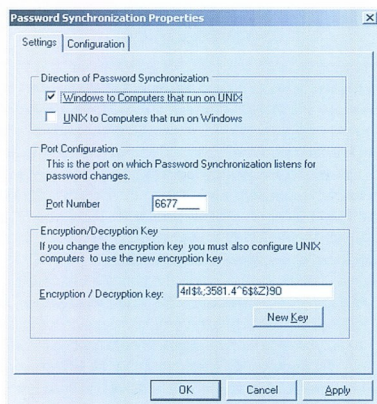 Password Synchronization Properties
Settings
Configuration
Direction of Password Synchronization
Windows to Computers that run on UNIX
UNIX to Computers that run on Windows
Port Configuration
This is the port on which Password Synchronization listens for
password changes.
Port Number
6677____
Encryption/Decryption Key
If you change the encryption key you must also configure UNIX
computers to use the new encryption key
Encryption / Decryption key:
New Key
OK
Cancel
Apply